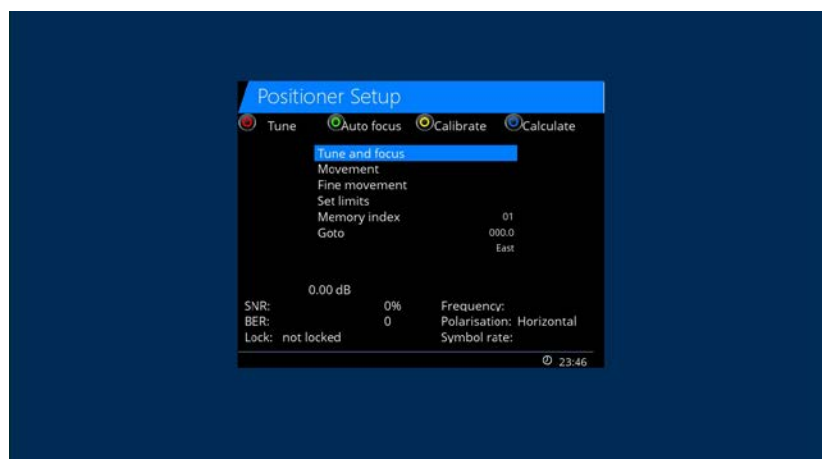 Positioner Setup
Tune Auto focus Calibrate Calculate
Tune and focus
Movement
Fine movement
Set limits
Memory index 01
Goto 000.0
East
0.00 dB
SNR: 0% Frequency:
BER: 0 Polarisation: Horizontal
Lock: not locked Symbol rate:
23:46